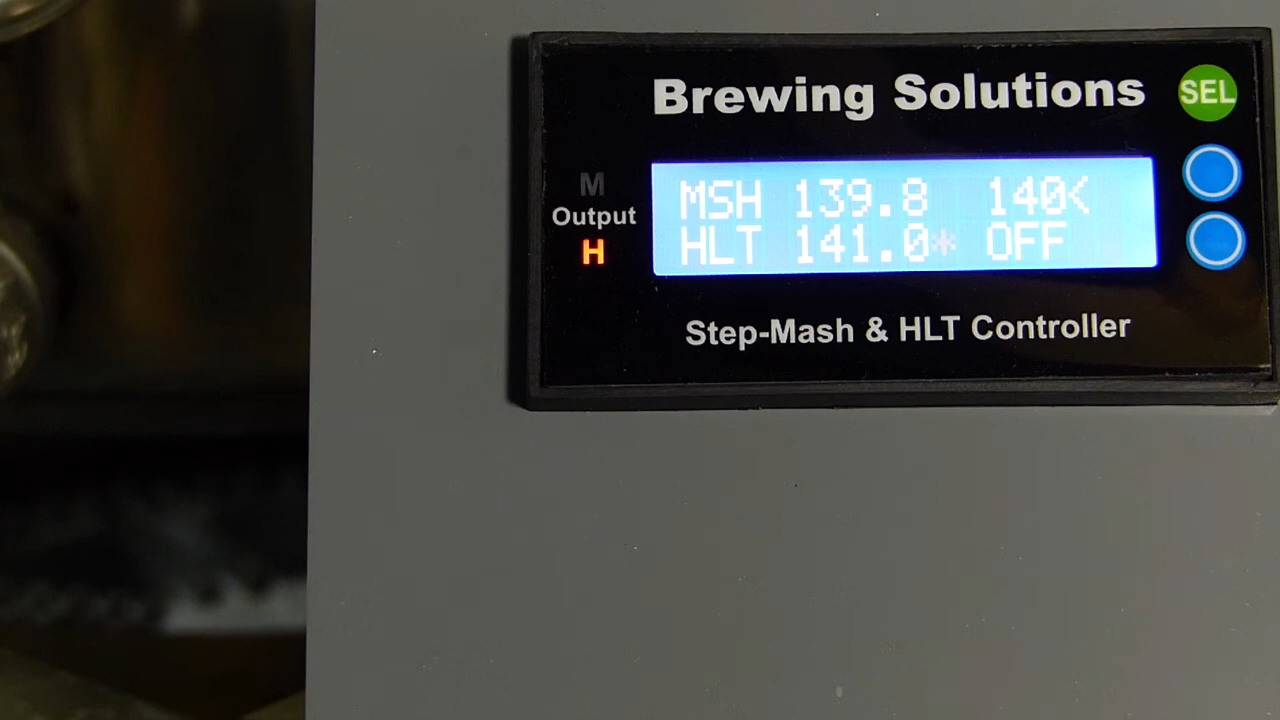 Brewing Solutions
SEL
M
Output
H
MSH 139.8 140<
HLT 141.0* OFF
Step-Mash & HLT Controller